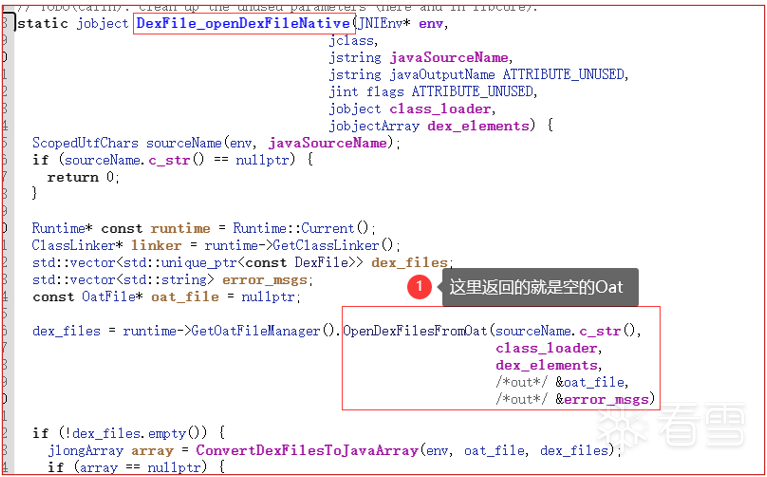 // TODO(calin): clean up the unused parameters (here and in libcore).
static jobject DexFile_openDexFileNative(JNIEnv* env,
jclass,
jstring javaSourceName,
jstring javaOutputName ATTRIBUTE_UNUSED,
jint flags ATTRIBUTE_UNUSED,
jobject class_loader,
jobjectArray dex_elements) {
ScopedUtfChars sourceName(env, javaSourceName);
if (sourceName.c_str() == nullptr) {
return 0;
}
Runtime* const runtime = Runtime::Current();
ClassLinker* linker = runtime->GetClassLinker();
std::vector<std::unique_ptr<const DexFile>> dex_files;
std::vector<std::string> error_msgs;
const OatFile* oat_file = nullptr;
1 这里返回的就是空的Oat
dex_files = runtime->GetOatFileManager().OpenDexFilesFromOat(sourceName.c_str(),
class_loader,
dex_elements,
/*out*/ &oat_file,
/*out*/ &error_msgs)
看雪
if (!dex_files.empty()) {
jlongArray array = ConvertDexFilesToJavaArray(env, oat_file, dex_files);
if (array == nullptr) {